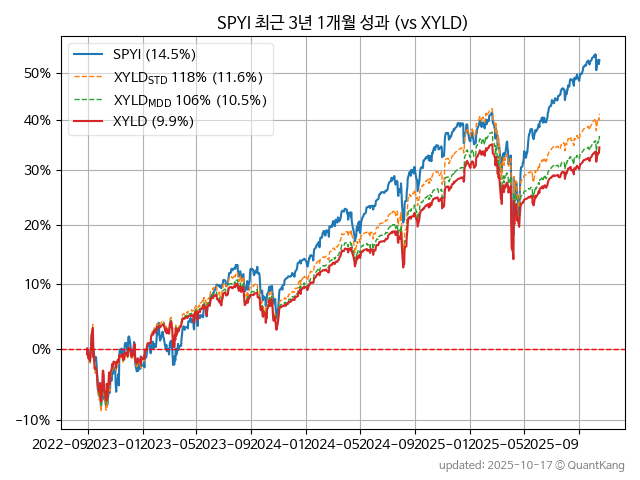 SPYI 최근 3년 1개월 성과 (vs XYLD)
SPYI (14.5%)
XYLD_STD 118% (11.6%)
XYLD_MDD 106% (10.5%)
XYLD (9.9%)
50%
40%
30%
20%
10%
0%
−10%
2022-09 2023-01 2023-05 2023-09 2024-01 2024-05 2024-09 2025-01 2025-05 2025-09
updated: 2025-10-17 © QuantKang